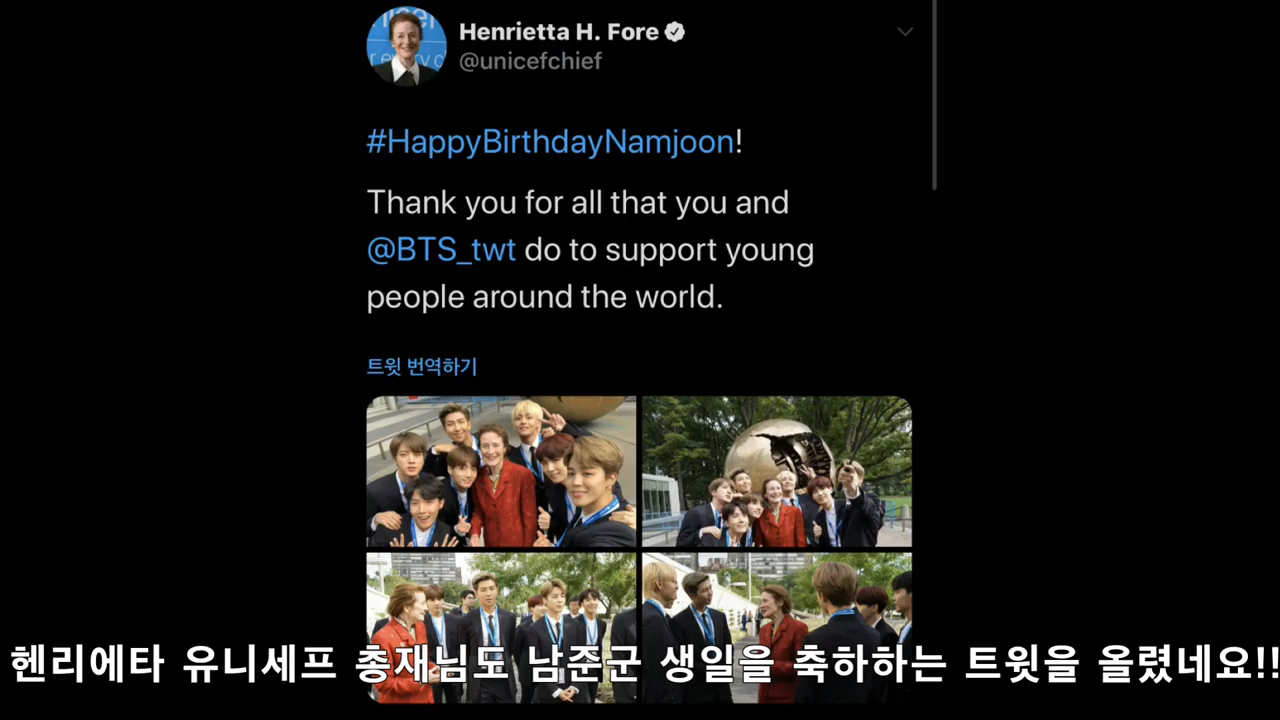 Henrietta H. Fore
@unicefchief
#HappyBirthdayNamjoon!
Thank you for all that you and
@BTS_twt do to support young
people around the world.
트윗 번역하기
헨리에타 유니세프 총재님도 남준군 생일을 축하하는 트윗을 올렸네요!!